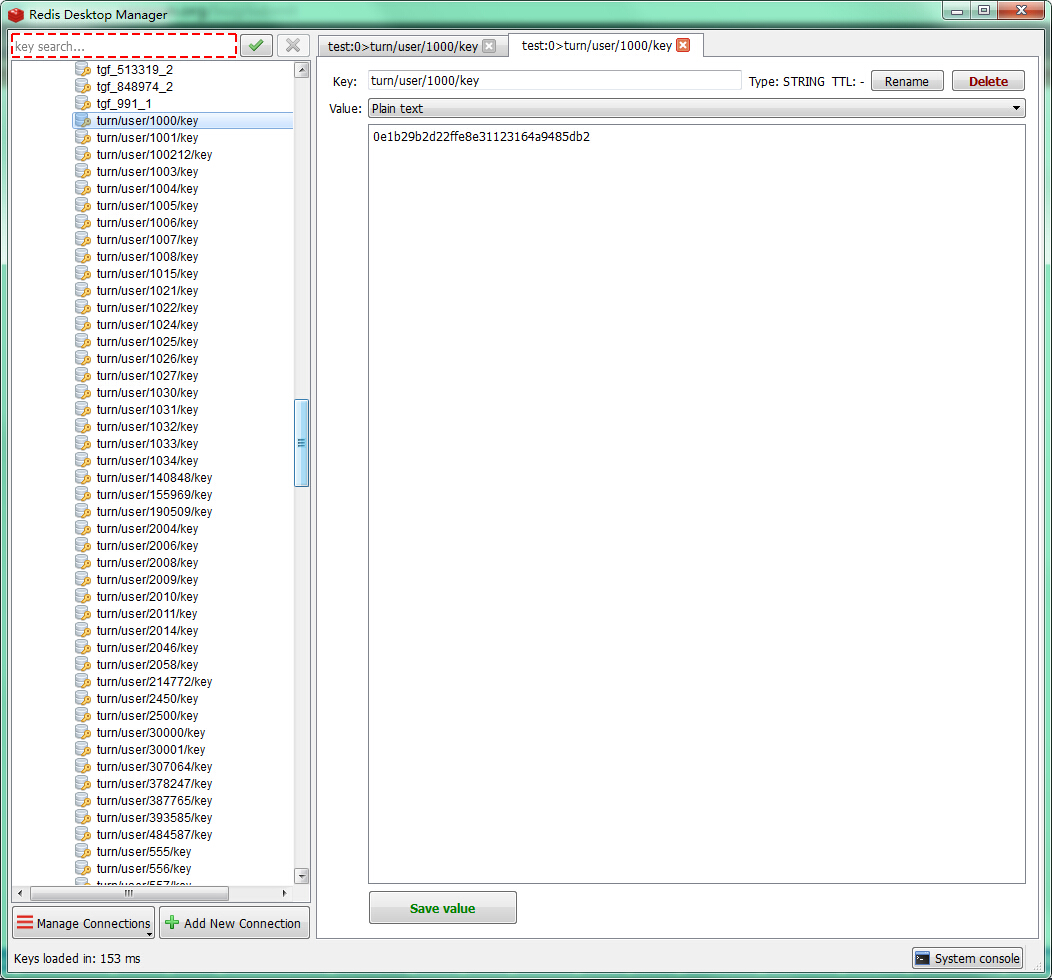 Redis Desktop Manager
key search...
tgf_513319_2
tgf_848974_2
tgf_991_1
turn/user/1000/key
turn/user/1001/key
turn/user/100212/key
turn/user/1003/key
turn/user/1004/key
turn/user/1005/key
turn/user/1006/key
turn/user/1007/key
turn/user/1008/key
turn/user/1015/key
turn/user/1021/key
turn/user/1022/key
turn/user/1024/key
turn/user/1025/key
turn/user/1026/key
turn/user/1027/key
turn/user/1030/key
turn/user/1031/key
turn/user/1032/key
turn/user/1033/key
turn/user/1034/key
turn/user/140848/key
turn/user/155969/key
turn/user/190509/key
turn/user/2004/key
turn/user/2006/key
turn/user/2008/key
turn/user/2009/key
turn/user/2010/key
turn/user/2011/key
turn/user/2014/key
turn/user/2046/key
turn/user/2058/key
turn/user/214772/key
turn/user/2450/key
turn/user/2500/key
turn/user/30000/key
turn/user/30001/key
turn/user/307064/key
turn/user/378247/key
turn/user/387765/key
turn/user/393585/key
turn/user/484587/key
turn/user/555/key
turn/user/556/key
turn/user/557/key
Manage Connections
Add New Connection
test:0>turn/user/1000/key
test:0>turn/user/1000/key
Key: turn/user/1000/key Type: STRING TTL: - Rename Delete
Value: Plain text
0e1b29b2d22ffe8e31123164a9485db2
Save value
Keys loaded in: 153 ms
System console